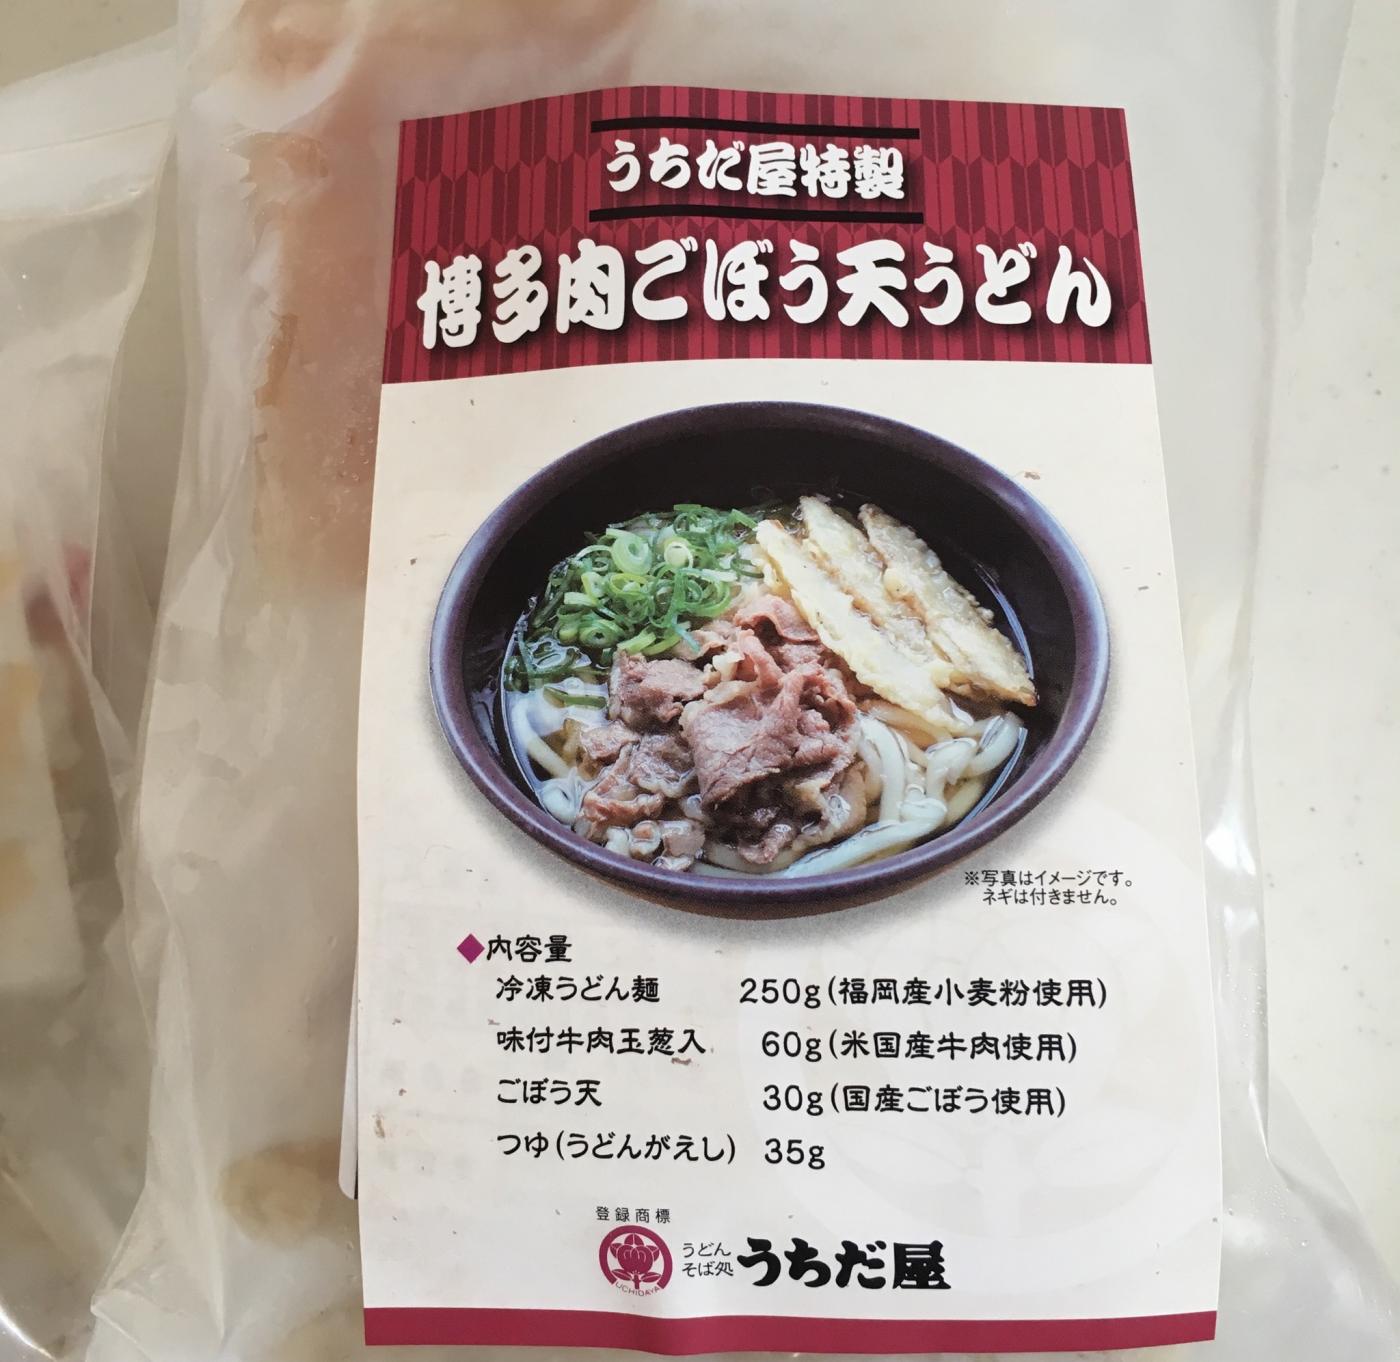 うちだ屋特製
博多肉ごぼう天うどん
※写真はイメージです。
ネギは付きません。
◆内容量
冷凍うどん麺 250g(福岡産小麦粉使用)
味付牛肉玉葱入 60g(米国産牛肉使用)
ごぼう天 30g(国産ごぼう使用)
つゆ(うどんがえし) 35g
登録商標
UCHIDAYA
うどん
そば処
うちだ屋